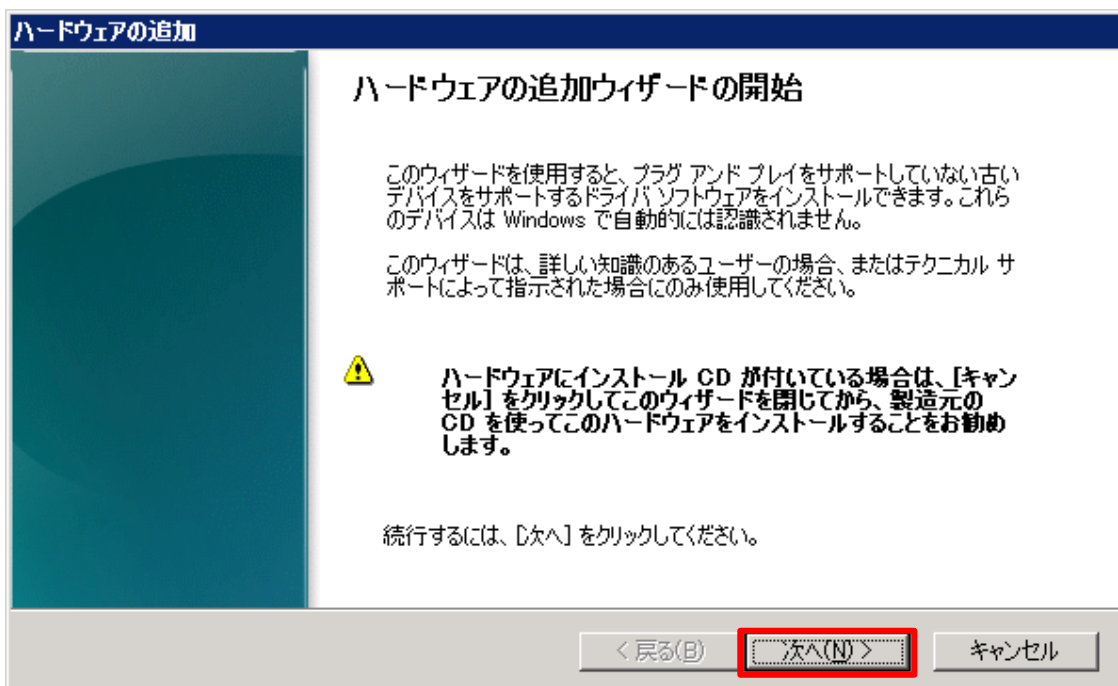 ハードウェアの追加
ハードウェアの追加ウィザードの開始
このウィザードを使用すると、プラグ アンド プレイをサポートしていない古い
デバイスをサポートするドライバ ソフトウェアをインストールできます。これら
のデバイスは Windows で自動的には認識されません。
このウィザードは、詳しい知識のあるユーザーの場合、またはテクニカル サ
ポートによって指示された場合にのみ使用してください。
ハードウェアにインストール CD が付いている場合は、[キャン
セル] をクリックしてこのウィザードを閉じてから、製造元の
CD を使ってこのハードウェアをインストールすることをお勧め
します。
続行するには、[次へ] をクリックしてください。
< 戻る(B)
次へ(N) >
キャンセル